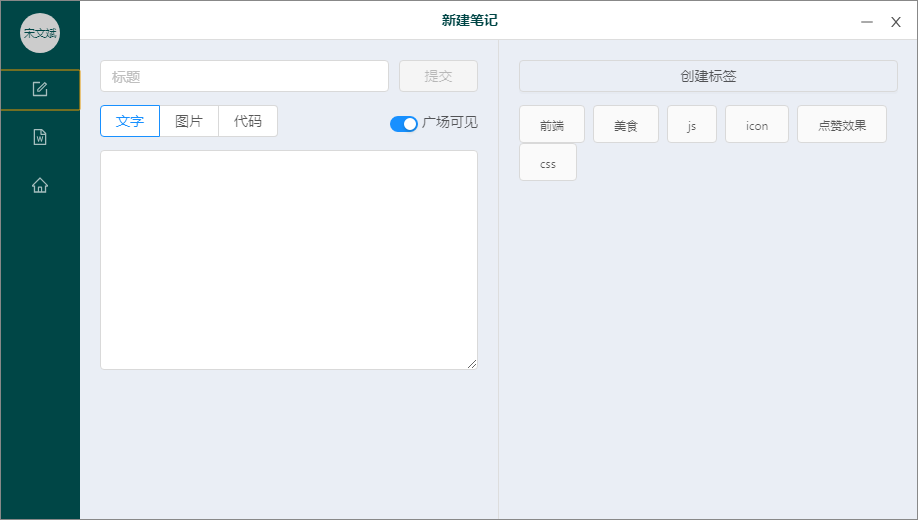 宋文斌
新建笔记
标题
提交
文字 图片 代码
广场可见
创建标签
前端 美食 js icon 点赞效果
css